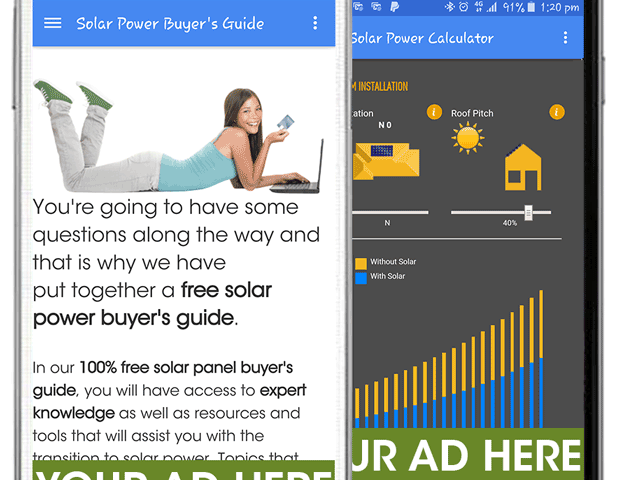 Solar Power Buyer's Guide
You're going to have some
questions along the way and
that is why we have
put together a free solar
power buyer's guide.
In our 100% free solar panel buyer's
guide, you will have access to expert
knowledge as well as resources and
tools that will assist you with the
transition to solar power. Topics that
YOUR AD HERE
91% 1:20 pm
Solar Power Calculator
M INSTALLATION
tation
Roof Pitch
N 0
N
40%
Without Solar
With Solar
UR AD HERE